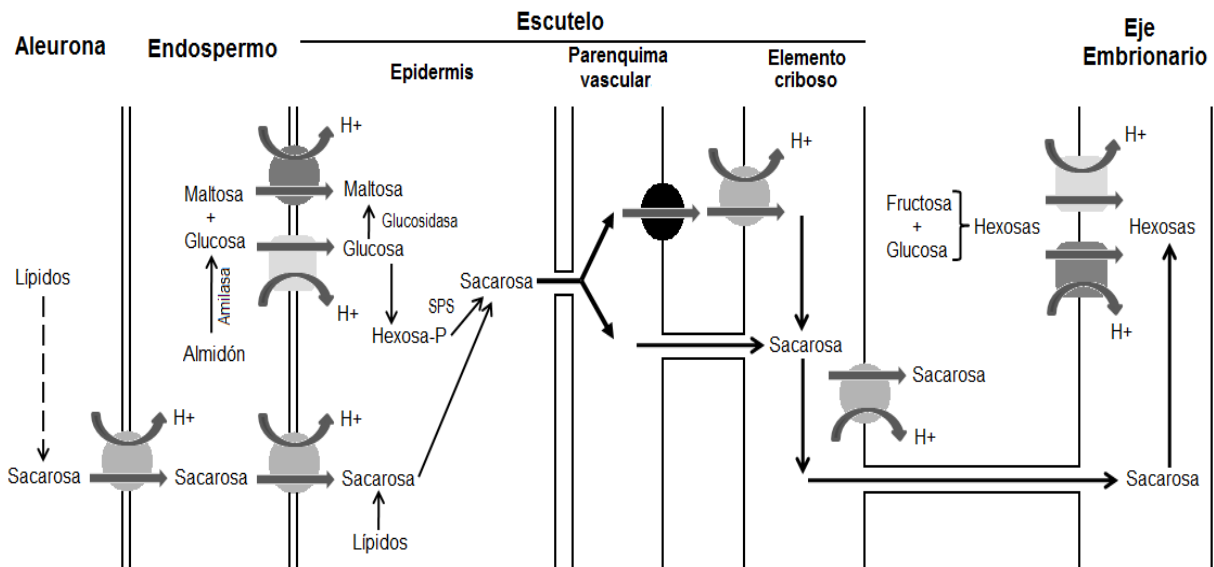 Escutelo
Aleurona
Endospermo
Eje
Embrionario
Epidermis
Parenquima
vascular
Elemento
criboso
H+
H+
H+
Maltosa
+
Glucosa
Maltosa
Glucosidasa
Glucosa
Fructosa
+
Glucosa
Hexosas
Hexosas
Lípidos
Amilasa
Sacarosa
H+
SPS
H+
Almidón
Hexosa-P
Sacarosa
Sacarosa
H+
H+
H+
Sacarosa
Sacarosa
Sacarosa
Sacarosa
Lípidos